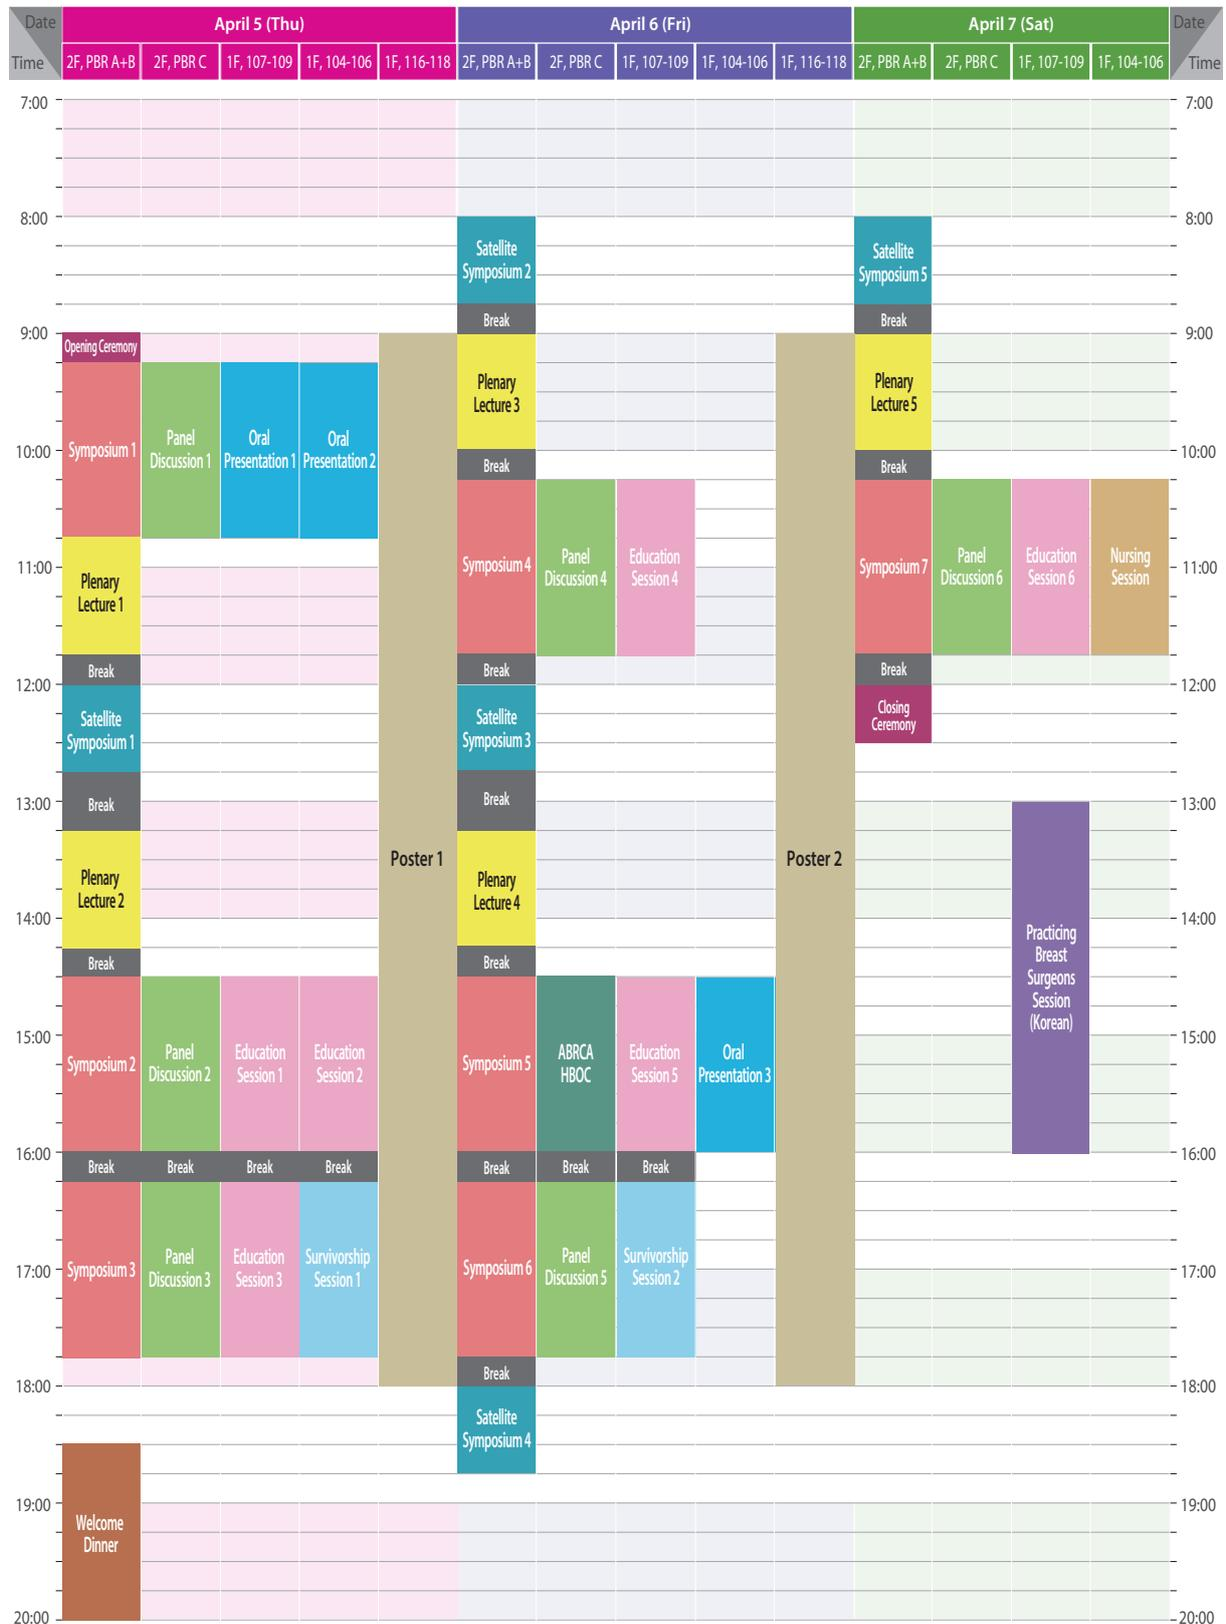 Date
April 5 (Thu)
April 6 (Fri)
April 7 (Sat)
Date
Time
2F, PBR A+B
2F, PBR C
1F, 107-109
1F, 104-106
1F, 116-118
2F, PBR A+B
2F, PBR C
1F, 107-109
1F, 104-106
1F, 116-118
2F, PBR A+B
2F, PBR C
1F, 107-109
1F, 104-106
Time
7:00
7:00
8:00
8:00
Satellite
Symposium 2
Satellite
Symposium 5
Break
Break
9:00
9:00
Opening Ceremony
Plenary
Lecture 3
Plenary
Lecture 5
Symposium 1
Panel
Discussion 1
Oral
Presentation 1
Oral
Presentation 2
10:00
10:00
Break
Break
Symposium 4
Panel
Discussion 4
Education
Session 4
Symposium 7
Panel
Discussion 6
Education
Session 6
Nursing
Session
11:00
11:00
Plenary
Lecture 1
Break
Break
Break
12:00
12:00
Satellite
Symposium 1
Satellite
Symposium 3
Closing
Ceremony
Break
Break
13:00
13:00
Poster 1
Poster 2
Plenary
Lecture 2
Plenary
Lecture 4
14:00
14:00
Practicing
Breast
Surgeons
Session
(Korean)
Break
Break
15:00
15:00
Symposium 2
Panel
Discussion 2
Education
Session 1
Education
Session 2
Symposium 5
ABRCA
HBOC
Education
Session 5
Oral
Presentation 3
16:00
16:00
Break
Break
Break
Break
Break
Break
Break
17:00
17:00
Symposium 3
Panel
Discussion 3
Education
Session 3
Survivorship
Session 1
Symposium 6
Panel
Discussion 5
Survivorship
Session 2
Break
18:00
18:00
Satellite
Symposium 4
19:00
19:00
Welcome
Dinner
20:00
20:00